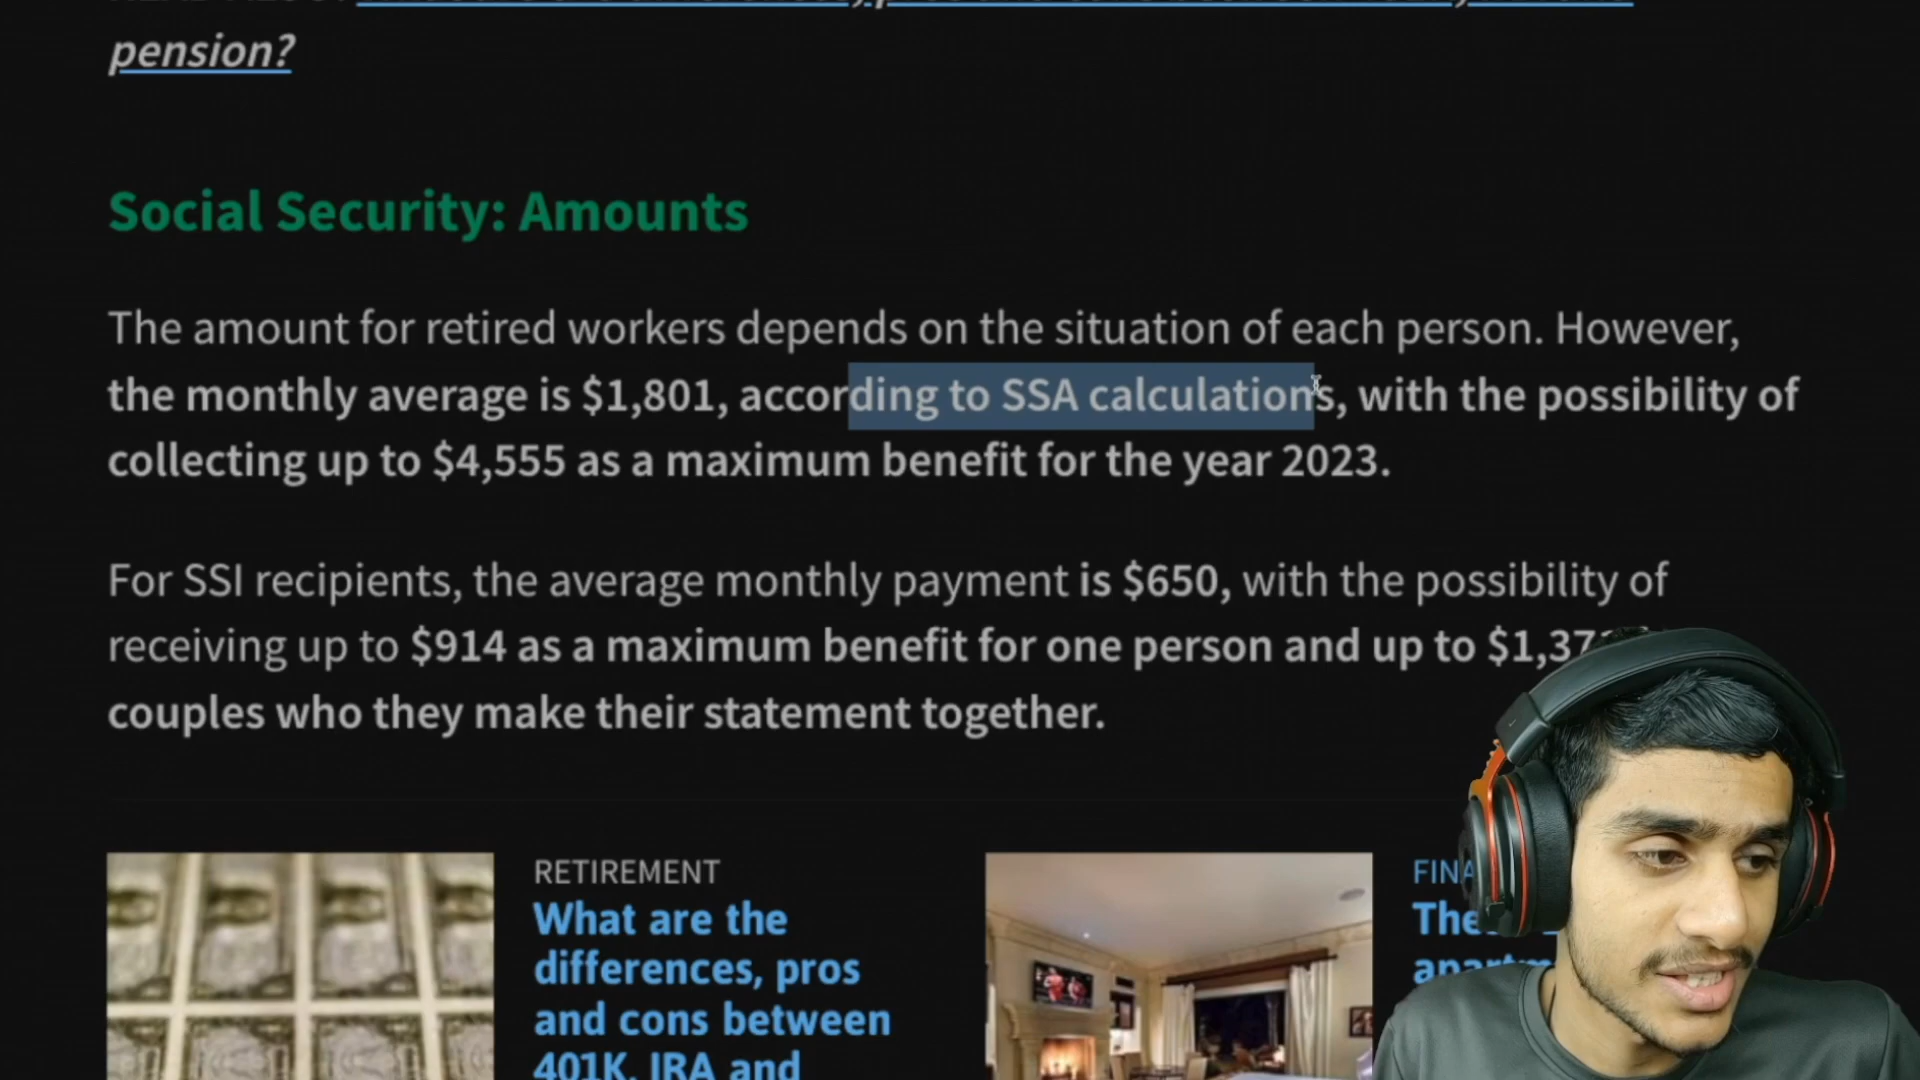 pension?
Social Security: Amounts
The amount for retired workers depends on the situation of each person. However,
the monthly average is $1,801, according to SSA calculations, with the possibility of
collecting up to $4,555 as a maximum benefit for the year 2023.
For SSI recipients, the average monthly payment is $650, with the possibility of
receiving up to $914 as a maximum benefit for one person and up to
couples who they make their statement together.
RETIREMENT
What are the
differences, pros
and cons between
401K, IRA and